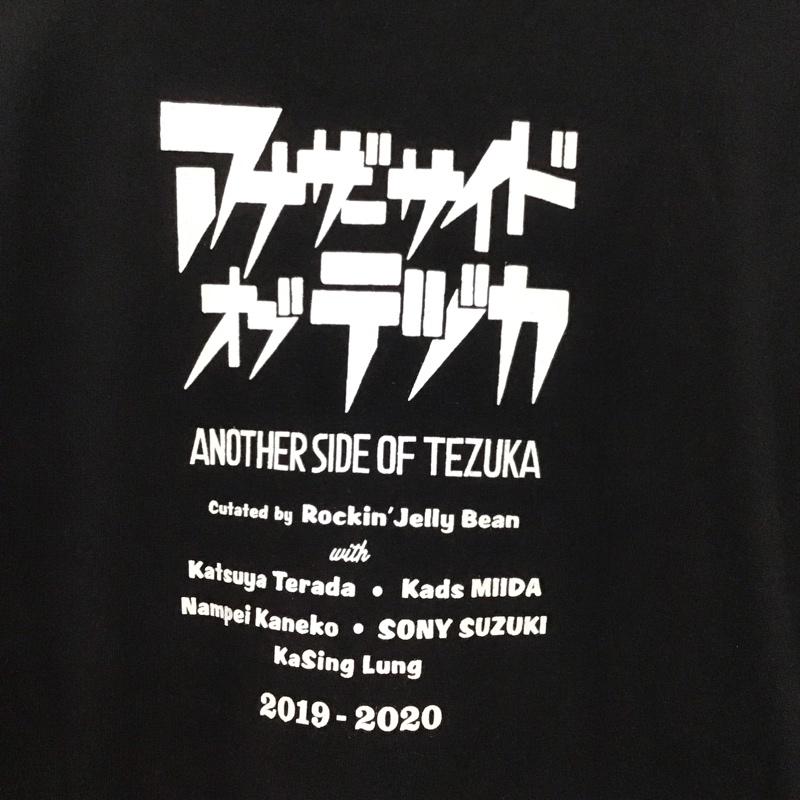 アナザーサイド
オブテヅカ
ANOTHER SIDE OF TEZUKA
Cutated by Rockin'Jelly Bean
with
Katsuya Terada • Kads MIIDA
Nampei Kaneko • SONY SUZUKI
KaSing Lung
2019-2020